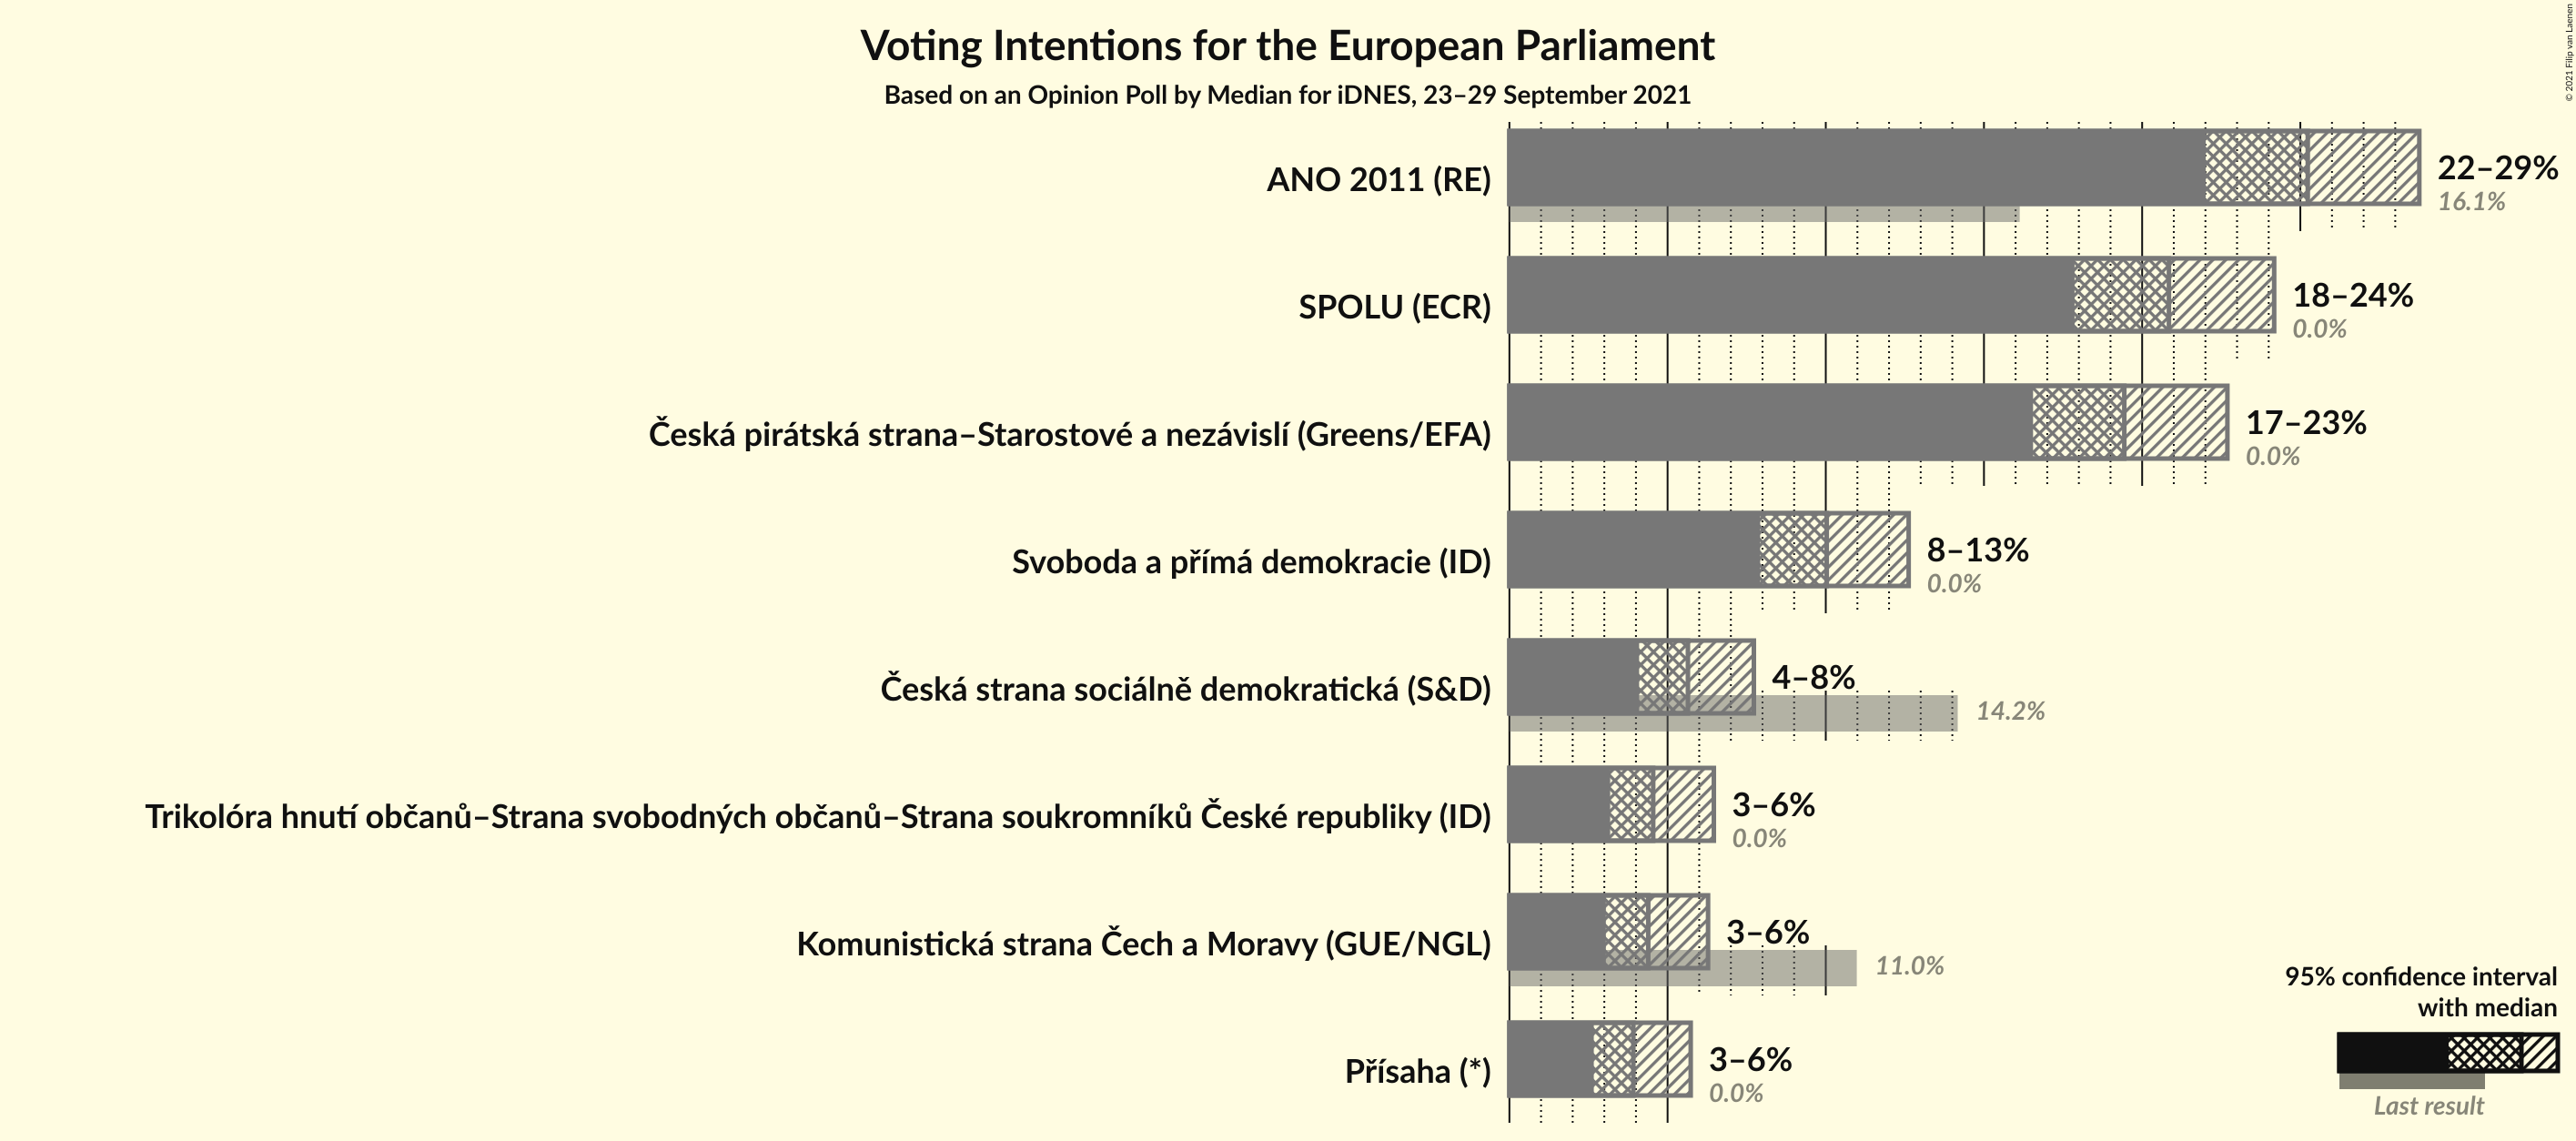 Voting Intentions for the European Parliament
Based on an Opinion Poll by Median for iDNES, 23–29 September 2021
© 2021 Filip van Laenen
ANO 2011 (RE)
22–29%
16.1%
SPOLU (ECR)
18–24%
0.0%
Česká pirátská strana–Starostové a nezávislí (Greens/EFA)
17–23%
0.0%
Svoboda a přímá demokracie (ID)
8–13%
0.0%
Česká strana sociálně demokratická (S&D)
4–8%
14.2%
Trikolóra hnutí občanů–Strana svobodných občanů–Strana soukromníků České republiky (ID)
3–6%
0.0%
Komunistická strana Čech a Moravy (GUE/NGL)
3–6%
11.0%
Přísaha (*)
3–6%
0.0%
95% confidence interval
with median
Last result